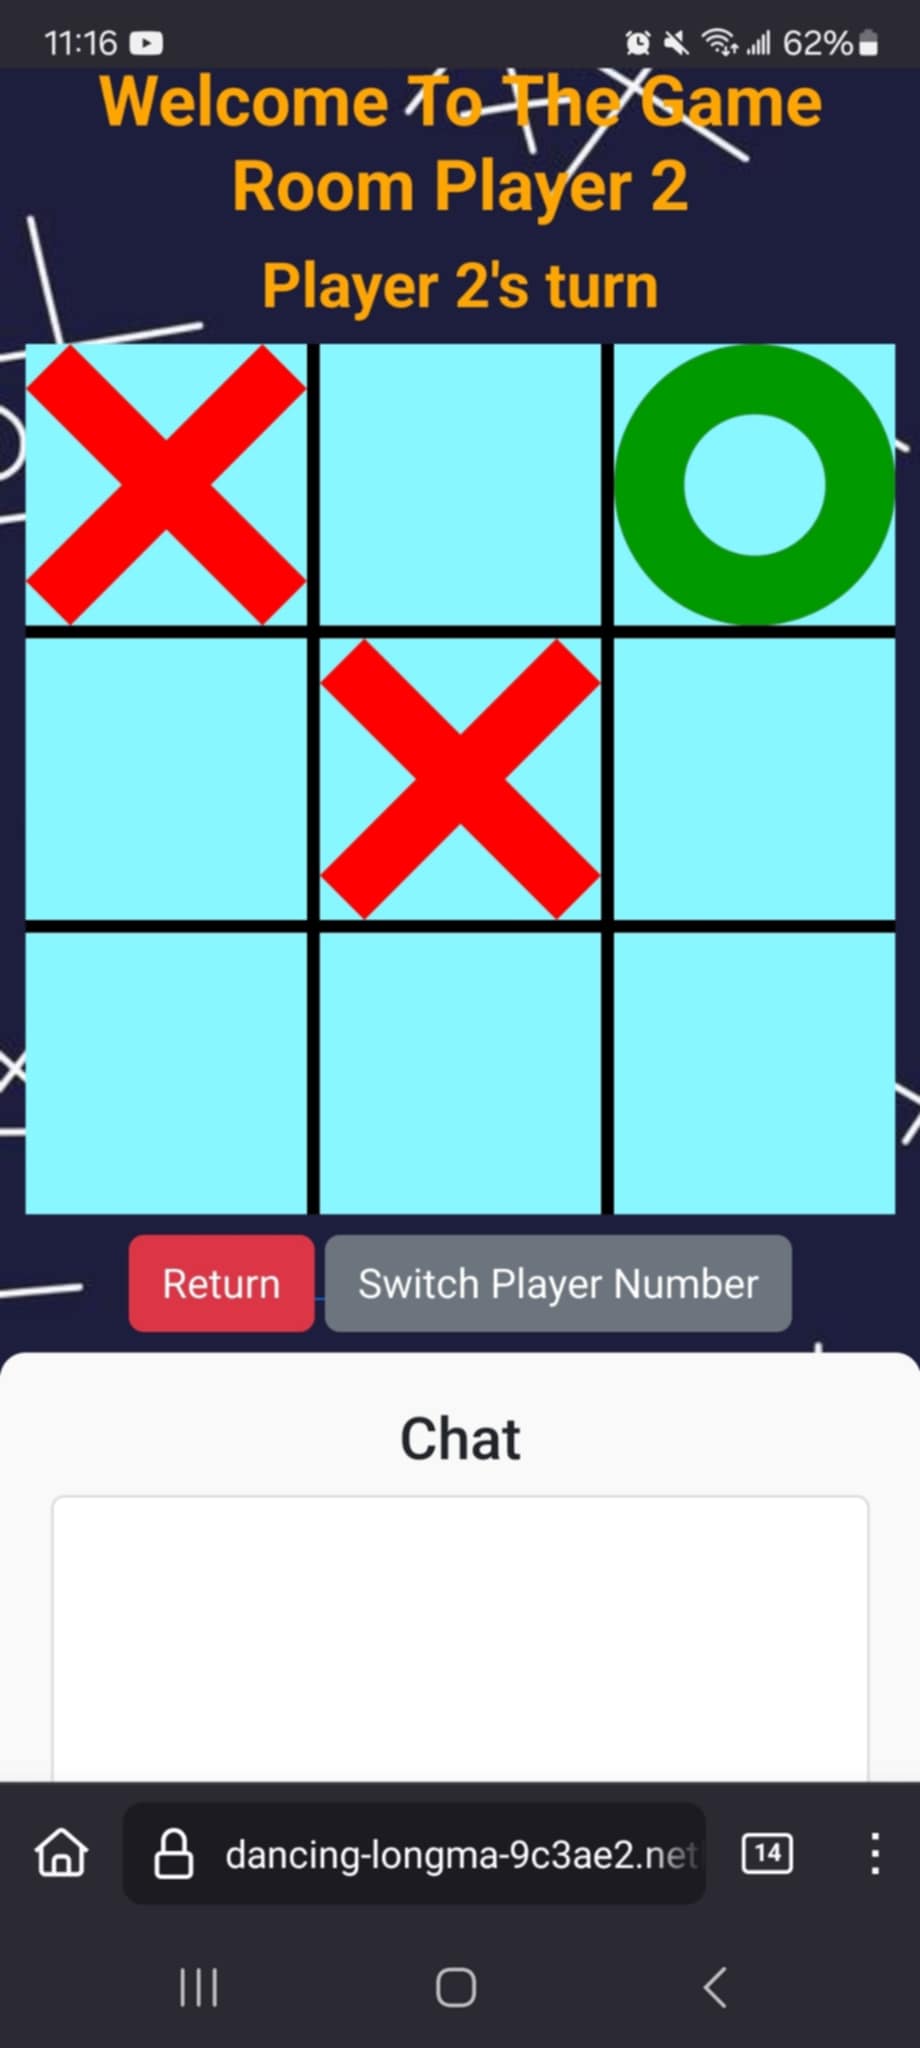 11:16
62%
Welcome To The Game
Room Player 2
Player 2's turn
Return
Switch Player Number
Chat
dancing-longma-9c3ae2.net
14